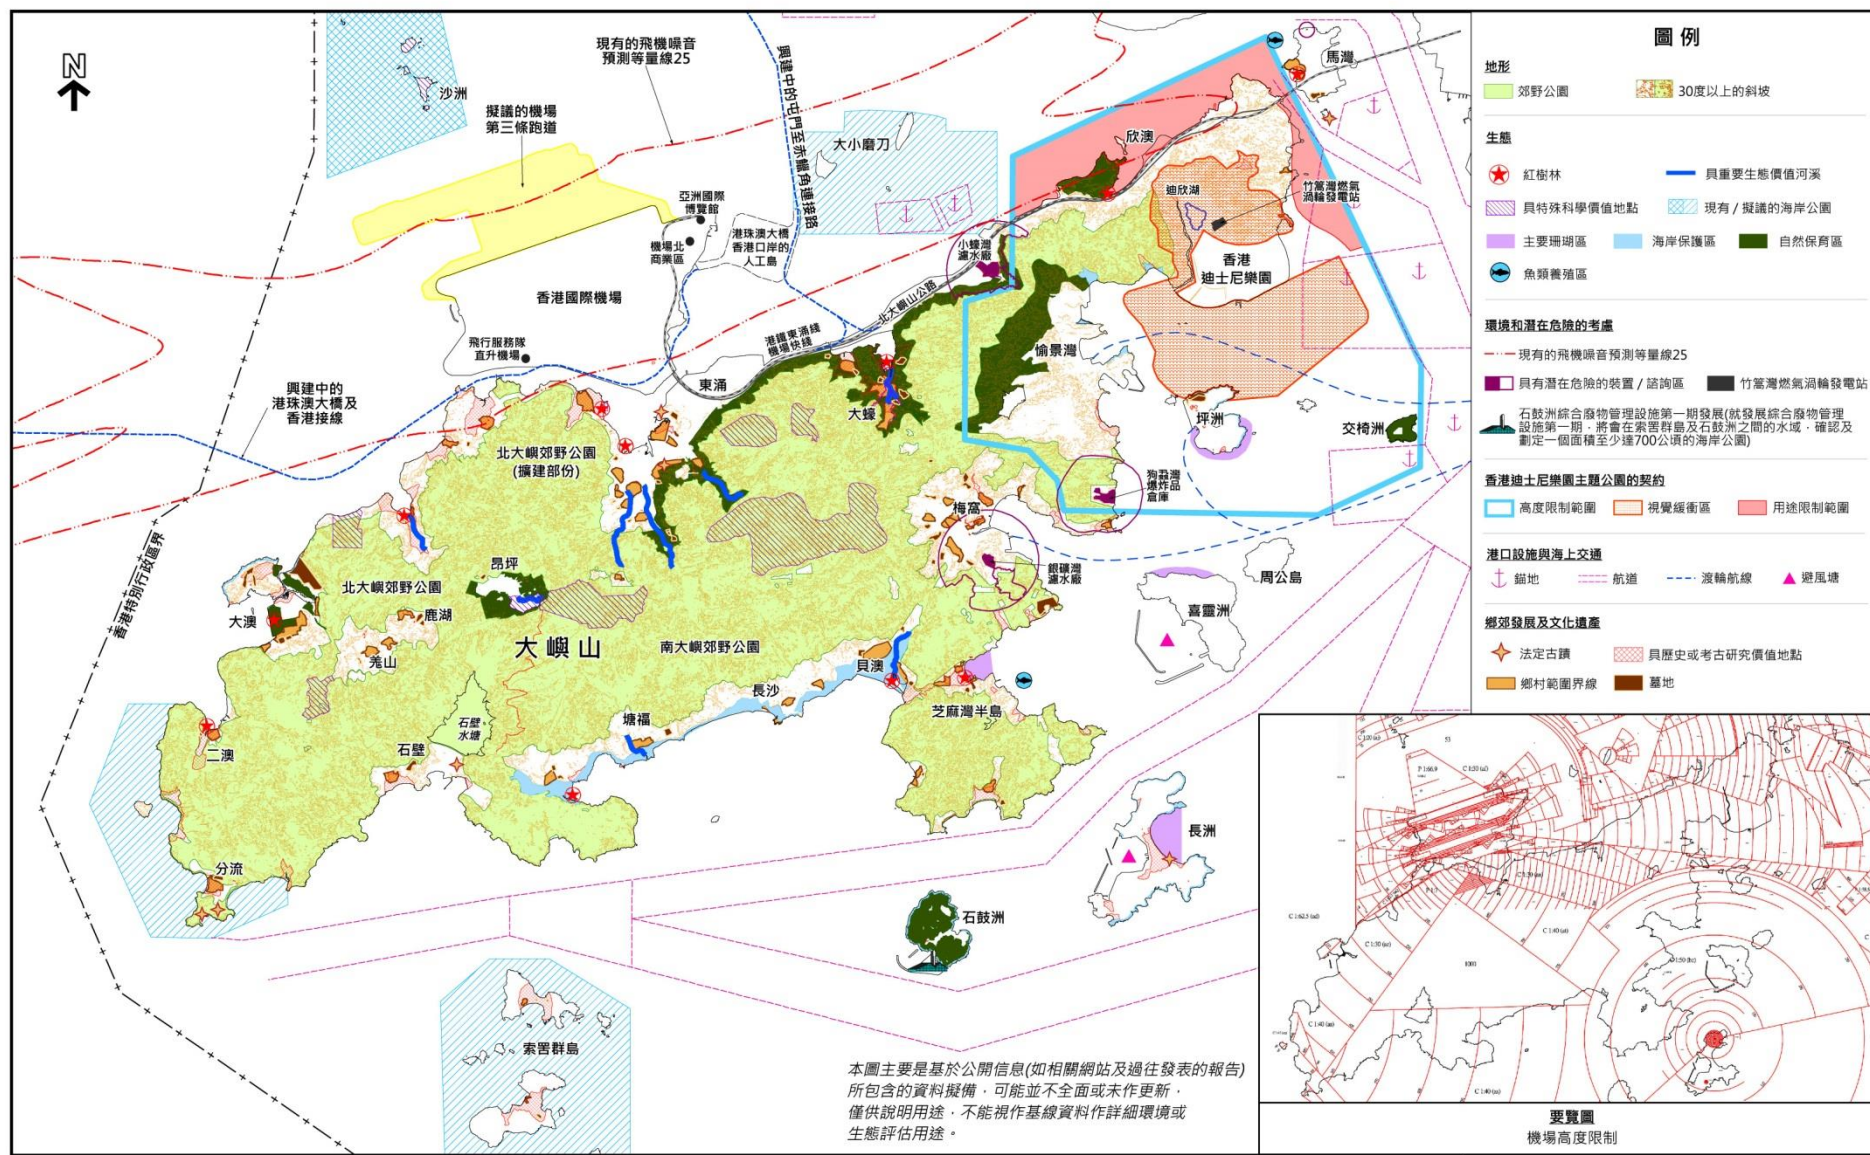 N
沙洲
擬議的機場
第三條跑道
現有的飛機噪音
預測等量線25
興建中的屯門至赤鱲角連接路
大小磨刀
欣澳
馬灣
亞洲國際
博覽館
機場北
商業區
港珠澳大橋
香港口岸的
人工島
小蠔灣
濾水廠
迪欣湖
竹篙灣燃氣
渦輪發電站
香港
迪士尼樂園
香港國際機場
北大嶼山公路
港鐵東涌綫
機場快綫
飛行服務隊
直升機場
愉景灣
東涌
大蠔
興建中的
港珠澳大橋及
香港接線
坪洲
交椅洲
北大嶼郊野公園
(擴建部份)
狗蝨灣
爆炸品
倉庫
梅窩
香港特別行政區界
昂坪
銀礦灣
濾水廠
周公島
北大嶼郊野公園
大澳
鹿湖
喜靈洲
羗山
大嶼山
南大嶼郊野公園
貝澳
長沙
芝麻灣半島
塘福
石壁
水塘
石壁
二澳
長洲
分流
石鼓洲
索罟群島
本圖主要是基於公開信息(如相關網站及過往發表的報告)
所包含的資料擬備，可能並不全面或未作更新，
僅供說明用途，不能視作基線資料作詳細環境或
生態評估用途。
圖例
地形
郊野公園
30度以上的斜坡
生態
紅樹林
具重要生態價值河溪
具特殊科學價值地點
現有 / 擬議的海岸公園
主要珊瑚區
海岸保護區
自然保育區
魚類養殖區
環境和潛在危險的考慮
現有的飛機噪音預測等量線25
具有潛在危險的裝置 / 諮詢區
竹篙灣燃氣渦輪發電站
石鼓洲綜合廢物管理設施第一期發展(就發展綜合廢物管理
設施第一期，將會在索罟群島及石鼓洲之間的水域，確認及
劃定一個面積至少達700公頃的海岸公園)
香港迪士尼樂園主題公園的契約
高度限制範圍
視覺緩衝區
用途限制範圍
港口設施與海上交通
錨地
航道
渡輪航線
避風塘
鄉郊發展及文化遺產
法定古蹟
具歷史或考古研究價值地點
鄉村範圍界線
墓地
要覽圖
機場高度限制